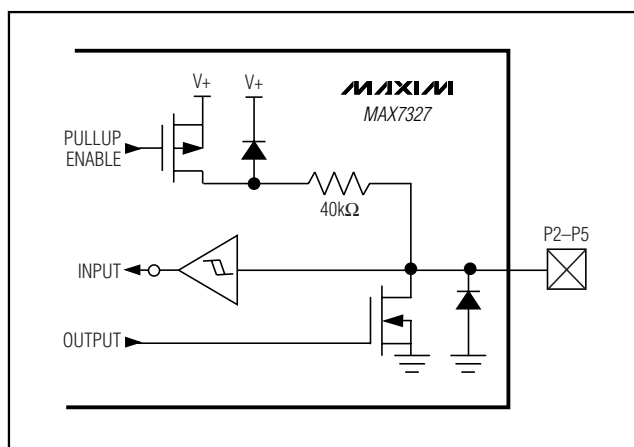 MAXIM
MAX7327
V+ V+
PULLUP
ENABLE
40kΩ
P2–P5
INPUT
OUTPUT